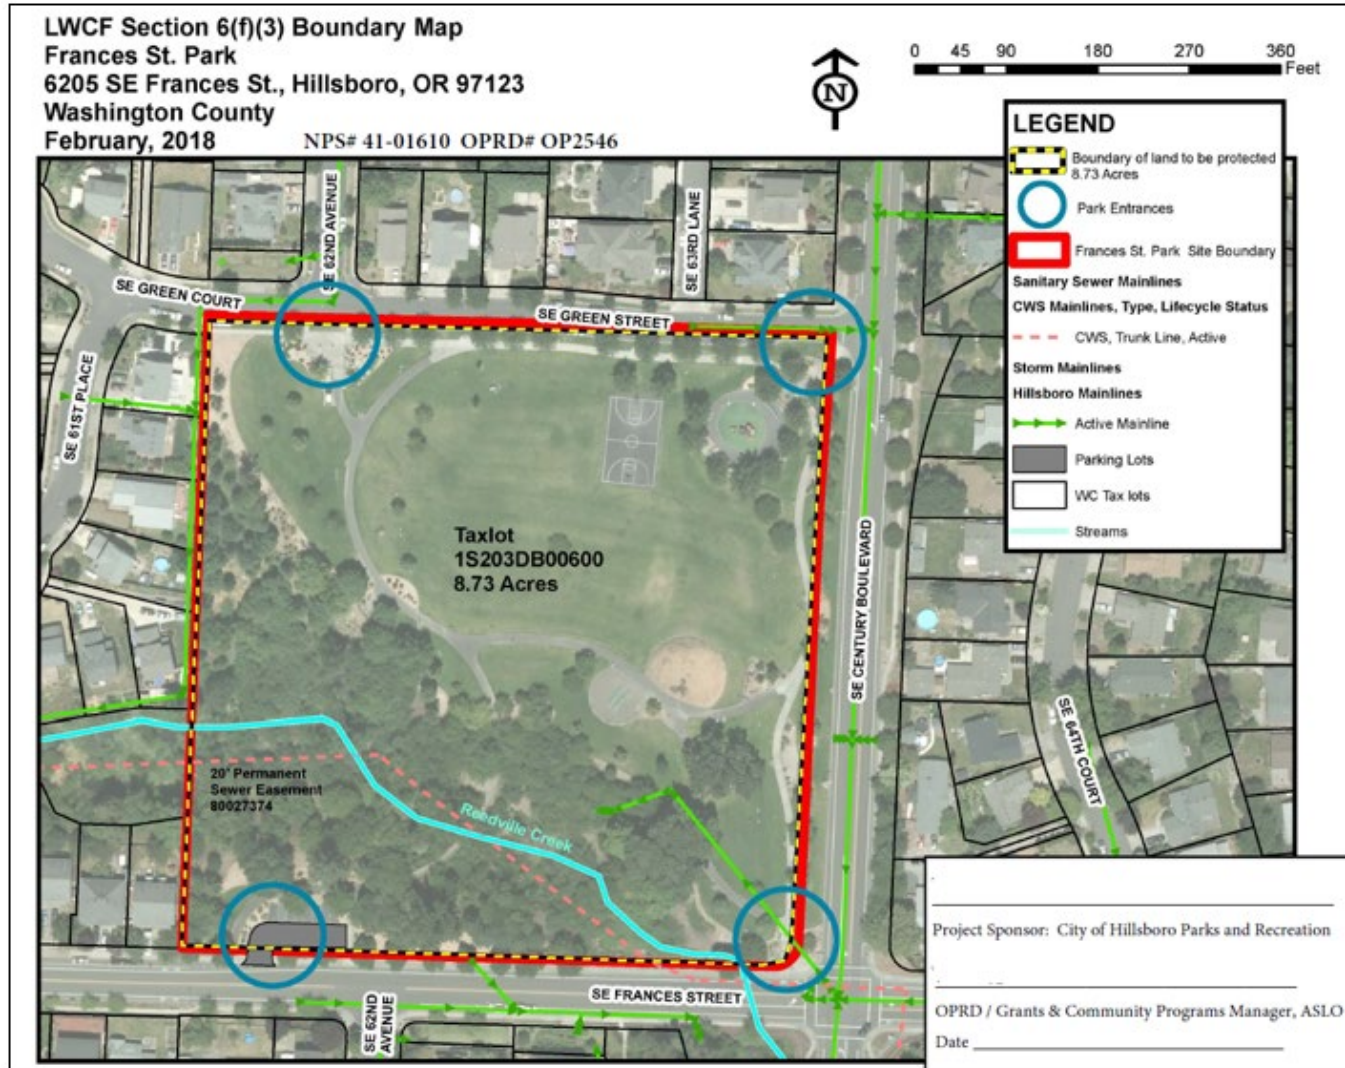 LWCF Section 6(f)(3) Boundary Map
Frances St. Park
6205 SE Frances St., Hillsboro, OR 97123
Washington County
February, 2018 NPS# 41-01610 OPRD# OP2546
N
0 45 90 180 270 360
Feet
LEGEND
Boundary of land to be protected
8.73 Acres
Park Entrances
Frances St. Park Site Boundary
Sanitary Sewer Mainlines
CWS Mainlines, Type, Lifecycle Status
CWS, Trunk Line, Active
Storm Mainlines
Hillsboro Mainlines
Active Mainline
Parking Lots
WC Tax lots
Streams
SE 62ND AVENUE
SE 63RD LANE
SE GREEN COURT
SE GREEN STREET
SE 61ST PLACE
Taxlot
1S203DB00600
8.73 Acres
SE CENTURY BOULEVARD
SE 64TH COURT
20' Permanent
Sewer Easement
80027374
Reedville Creek
SE FRANCES STREET
SE 62ND
AVENUE
Project Sponsor: City of Hillsboro Parks and Recreation
OPRD / Grants & Community Programs Manager, ASLO
Date